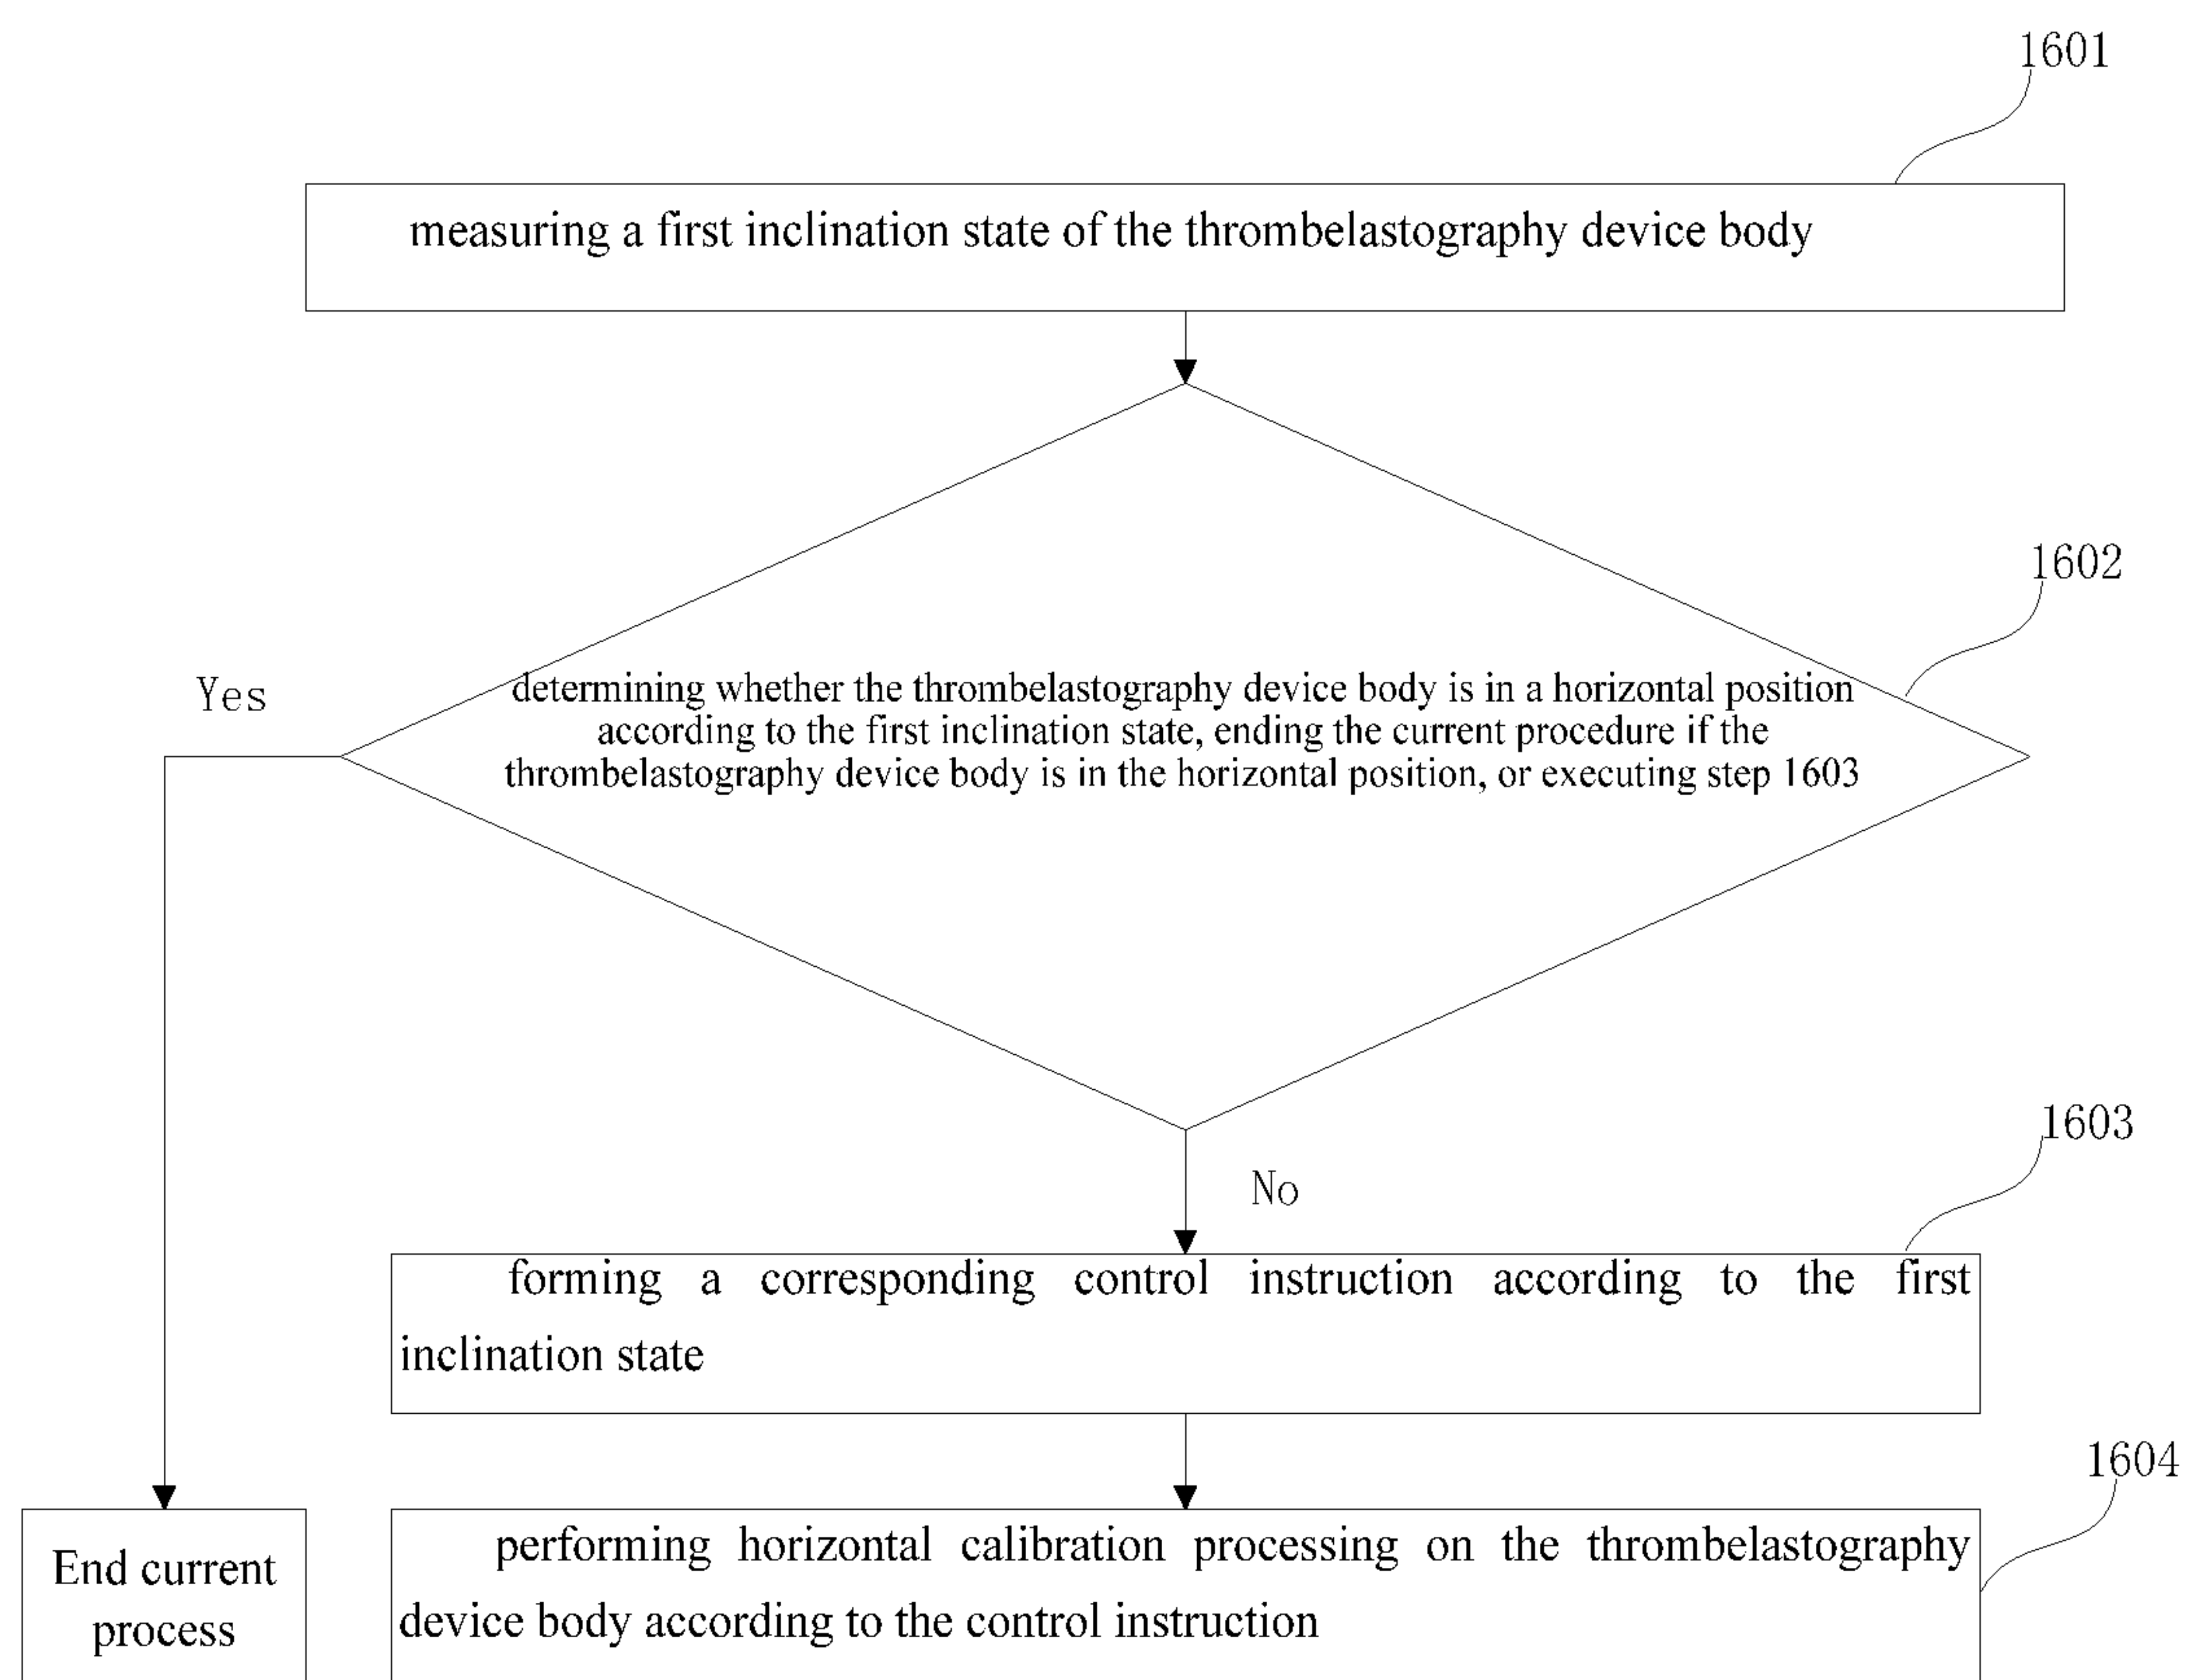 1601
measuring a first inclination state of the thrombelastography device body
1602
Yes
determining whether the thrombelastography device body is in a horizontal position
according to the first inclination state, ending the current procedure if the
thrombelastography device body is in the horizontal position, or executing step 1603
1603
No
forming a corresponding control instruction according to the first
inclination state
1604
End current
process
performing horizontal calibration processing on the thrombelastography
device body according to the control instruction